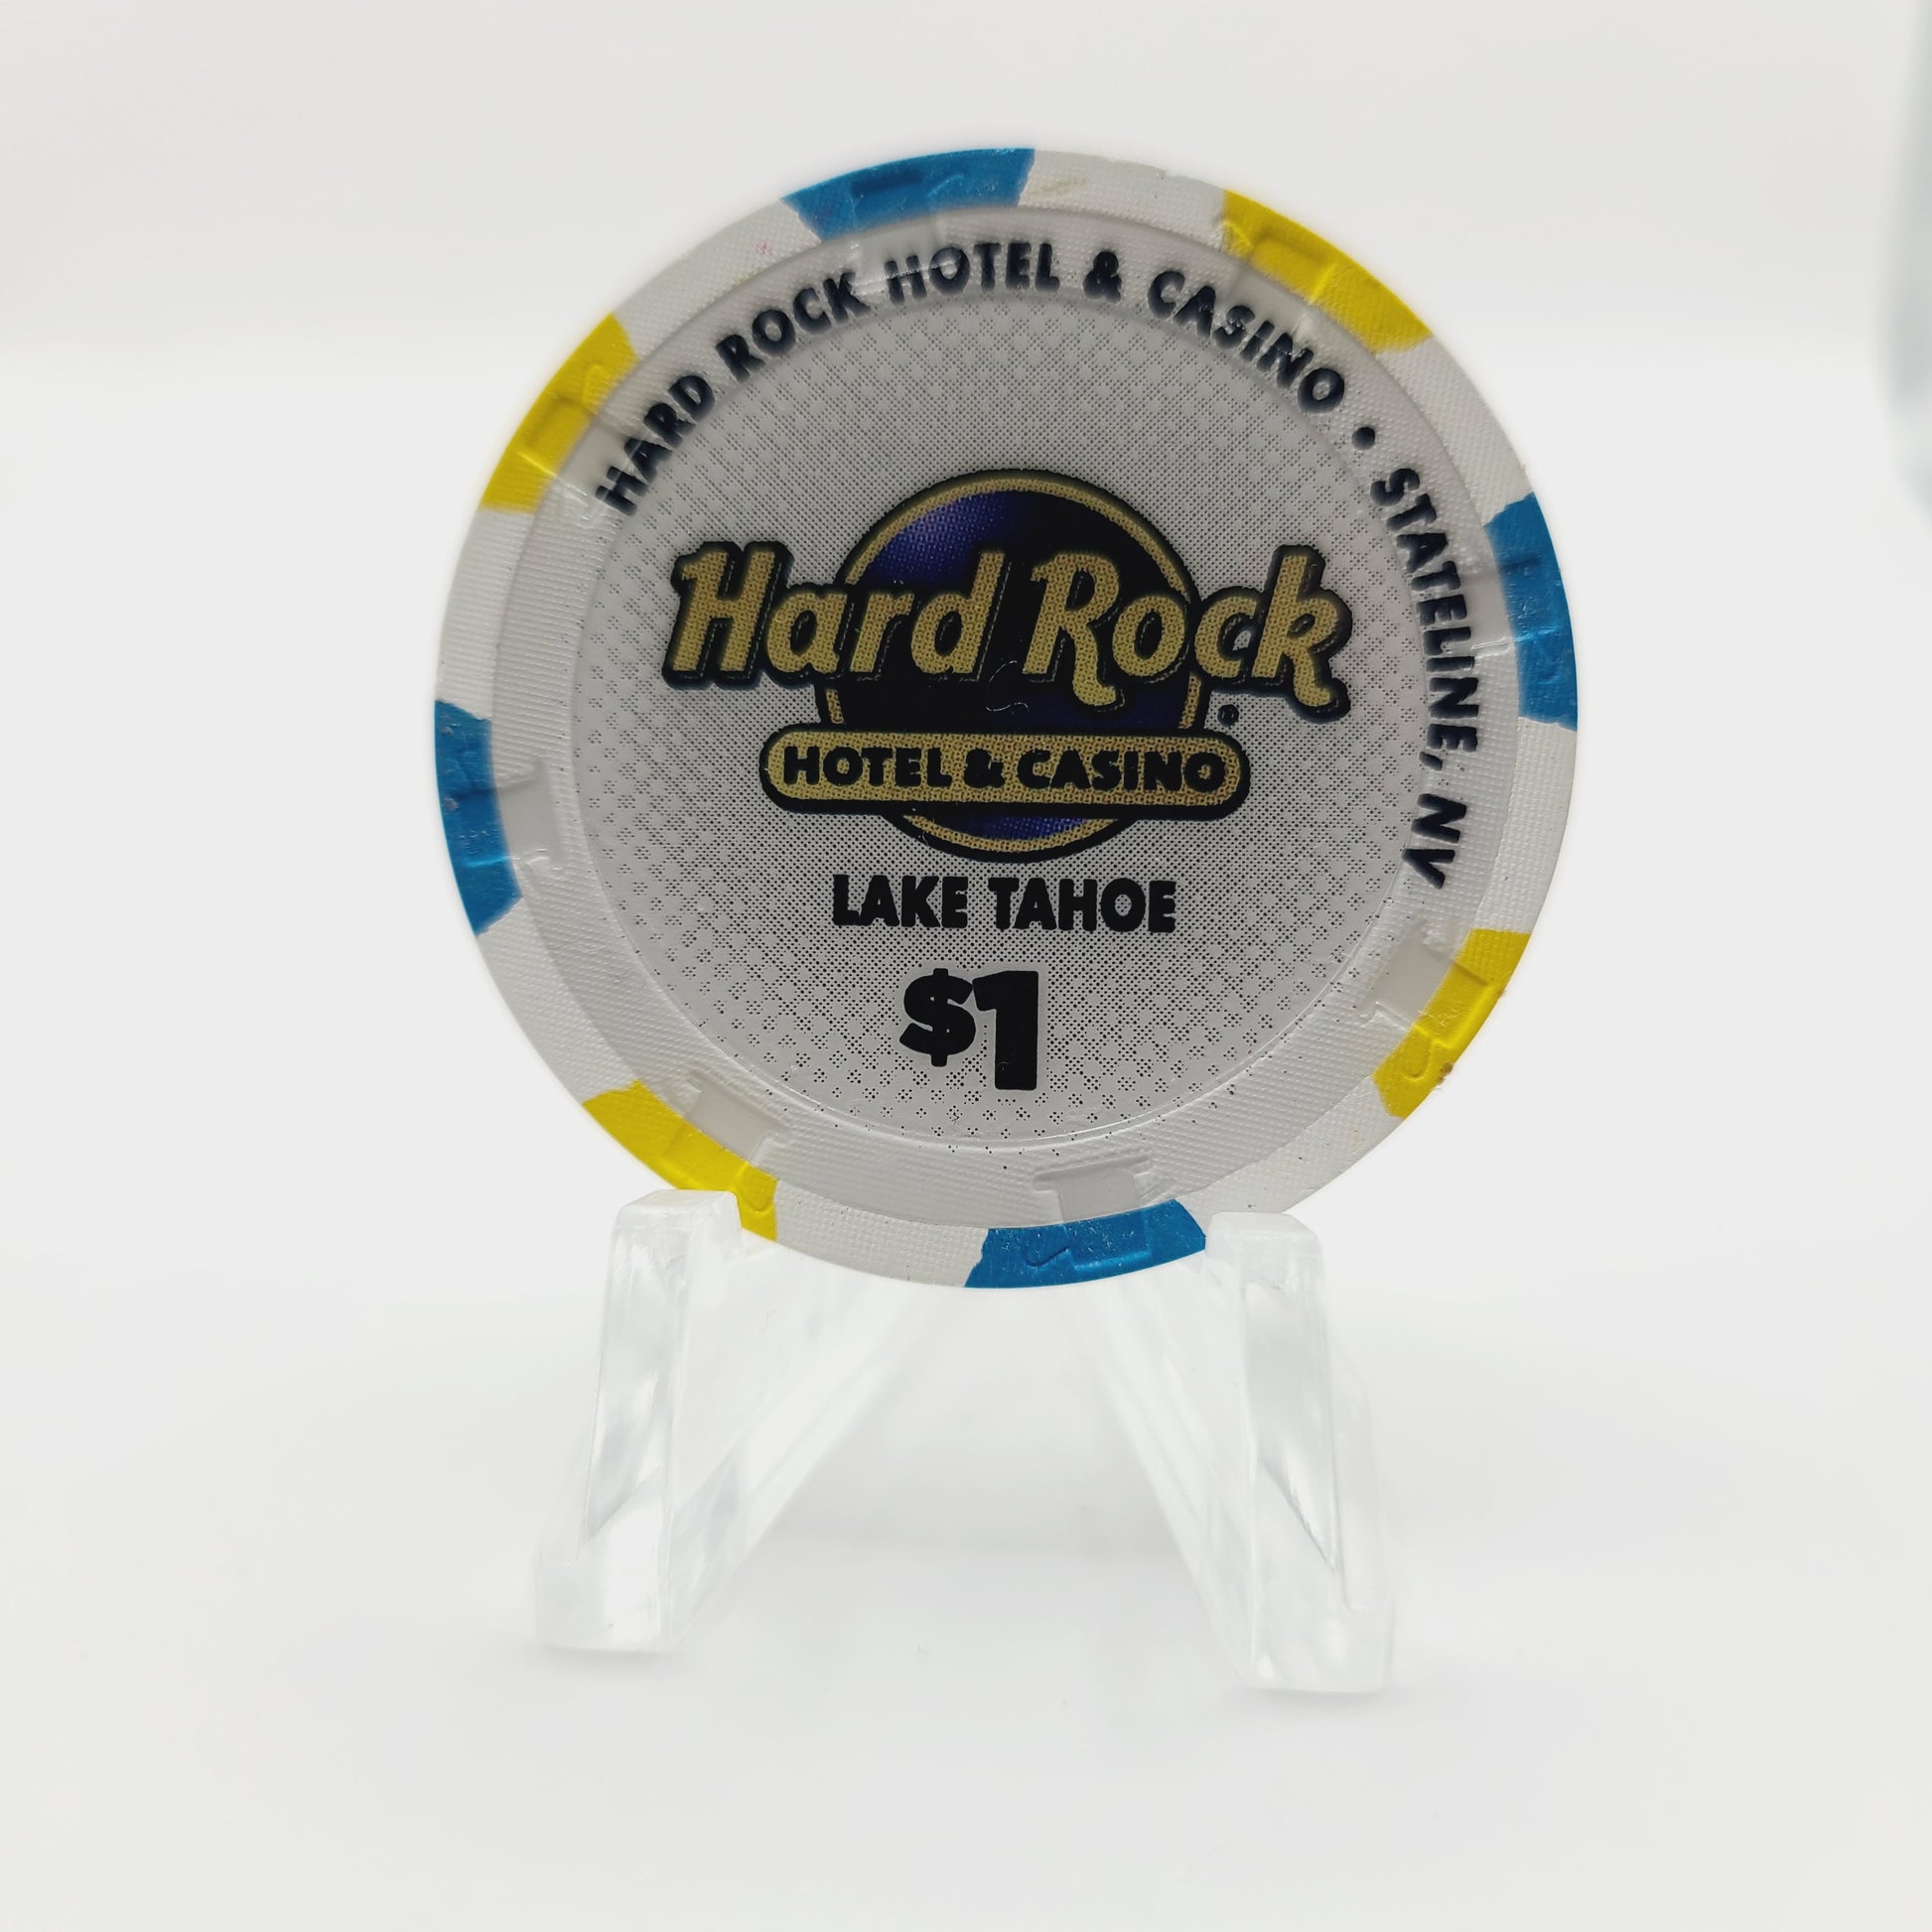 HARD ROCK HOTEL & CASINO • STATELINE, NV
Hard Rock
®
HOTEL & CASINO
LAKE TAHOE
$1